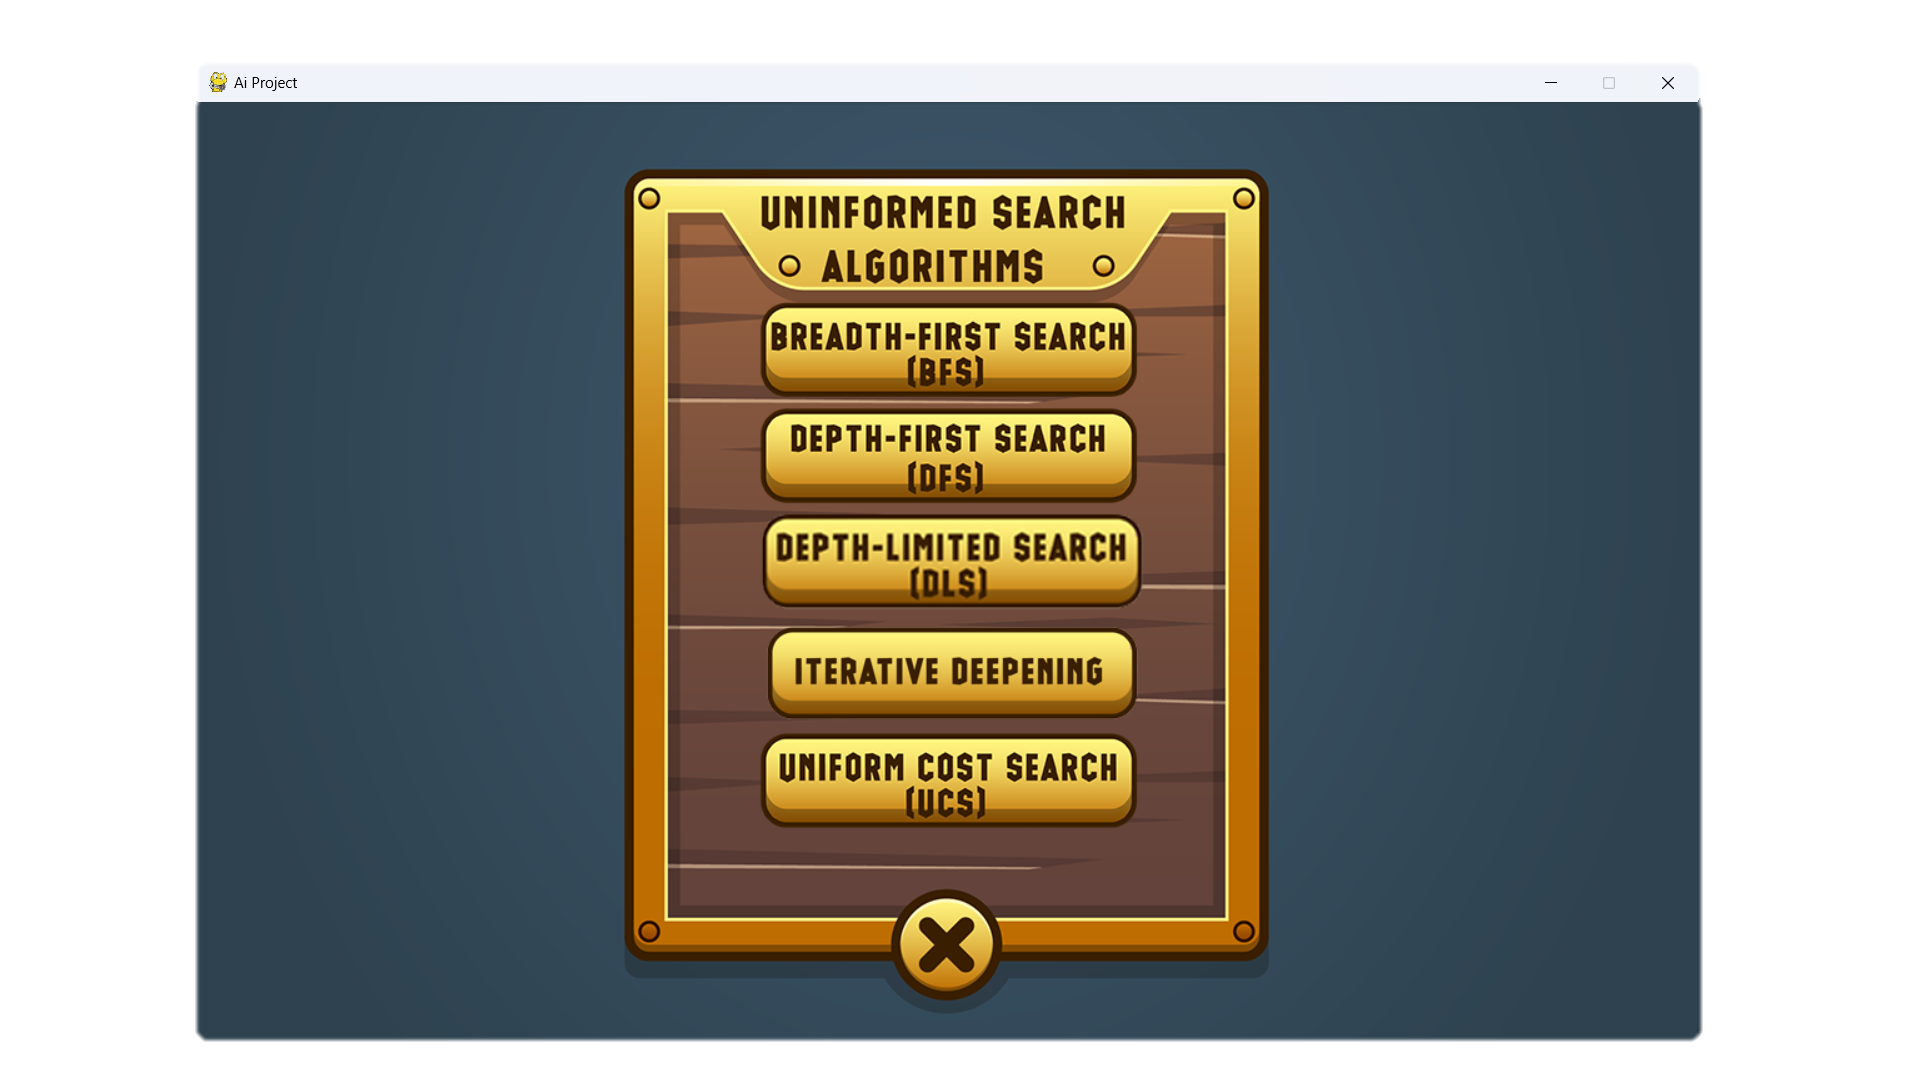 Ai Project
UNINFORMED SEARCH
ALGORITHMS
BREADTH-FIRST SEARCH
(BFS)
DEPTH-FIRST SEARCH
(DFS)
DEPTH-LIMITED SEARCH
(DLS)
ITERATIVE DEEPENING
UNIFORM COST SEARCH
(UCS)